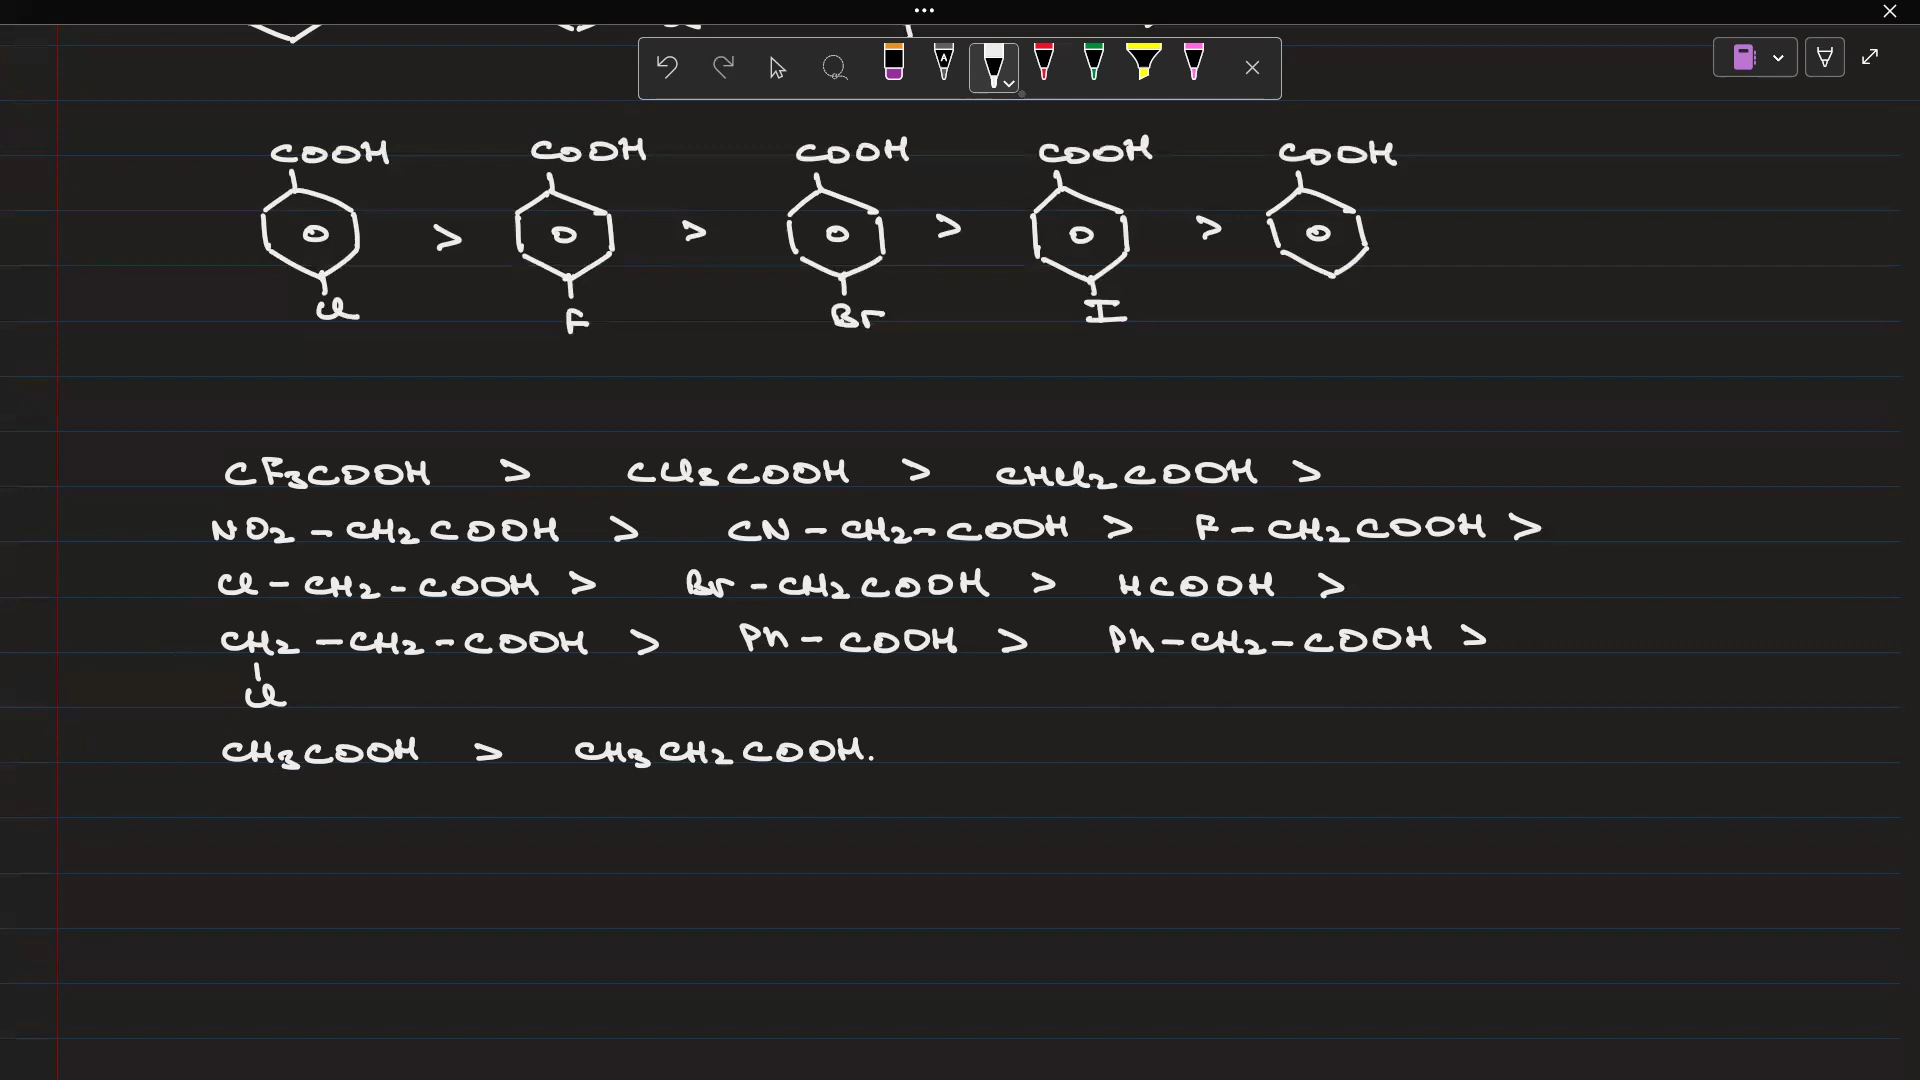 COOH COOH COOH COOH COOH
> > > >
Cl F Br I
CF3COOH > CCl3COOH > CHCl2COOH >
NO2-CH2COOH > CN-CH2-COOH > F-CH2COOH >
Cl-CH2-COOH > Br-CH2COOH > HCOOH >
CH2-CH2-COOH > Ph-COOH > Ph-CH2-COOH >
Cl
CH3COOH > CH3CH2COOH.